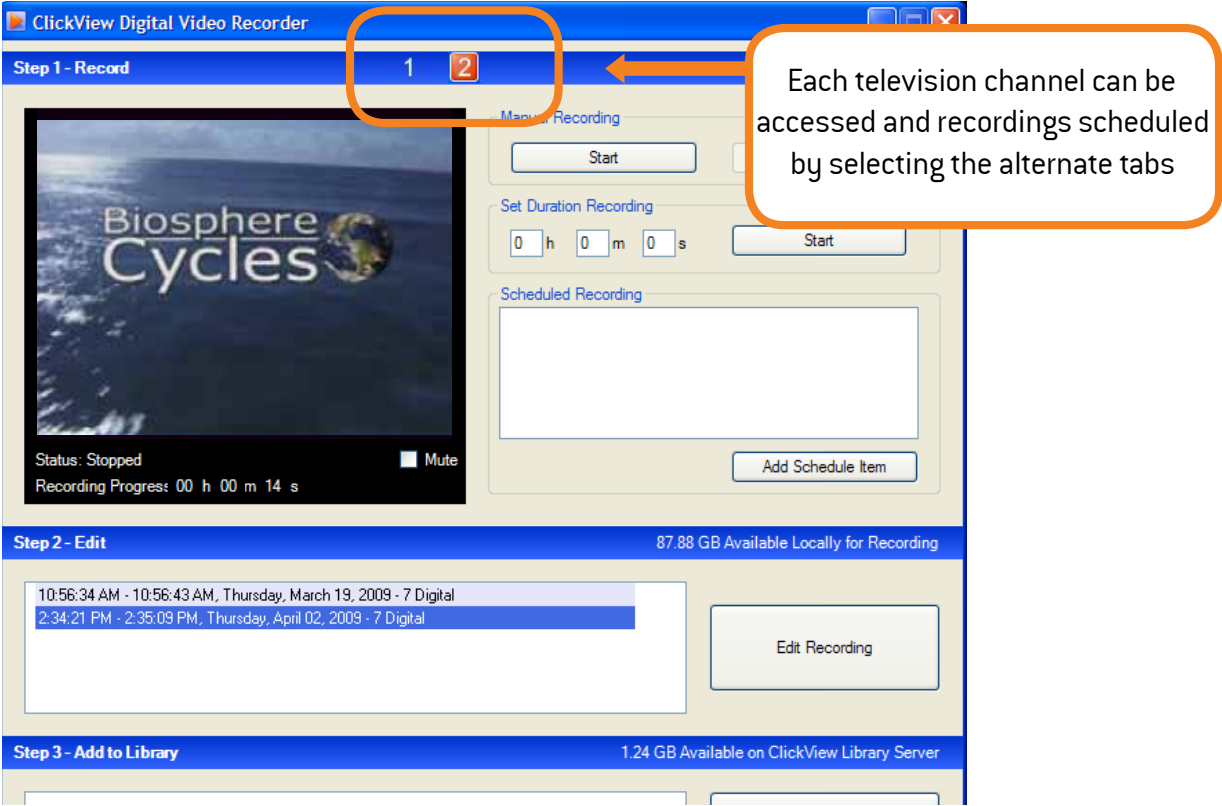 ClickView Digital Video Recorder
Step 1 - Record
1 2
Each television channel can be
accessed and recordings scheduled
by selecting the alternate tabs
Biosphere
Cycles
Status: Stopped
Mute
Recording Progress 00 h 00 m 14 s
Manual Recording
Start
Set Duration Recording
0 h 0 m 0 s
Start
Scheduled Recording
Add Schedule Item
Step 2 - Edit
87.88 GB Available Locally for Recording
10:56:34 AM - 10:56:43 AM, Thursday, March 19, 2009 - 7 Digital
2:34:21 PM - 2:35:09 PM, Thursday, April 02, 2009 - 7 Digital
Edit Recording
Step 3 - Add to Library
1.24 GB Available on ClickView Library Server